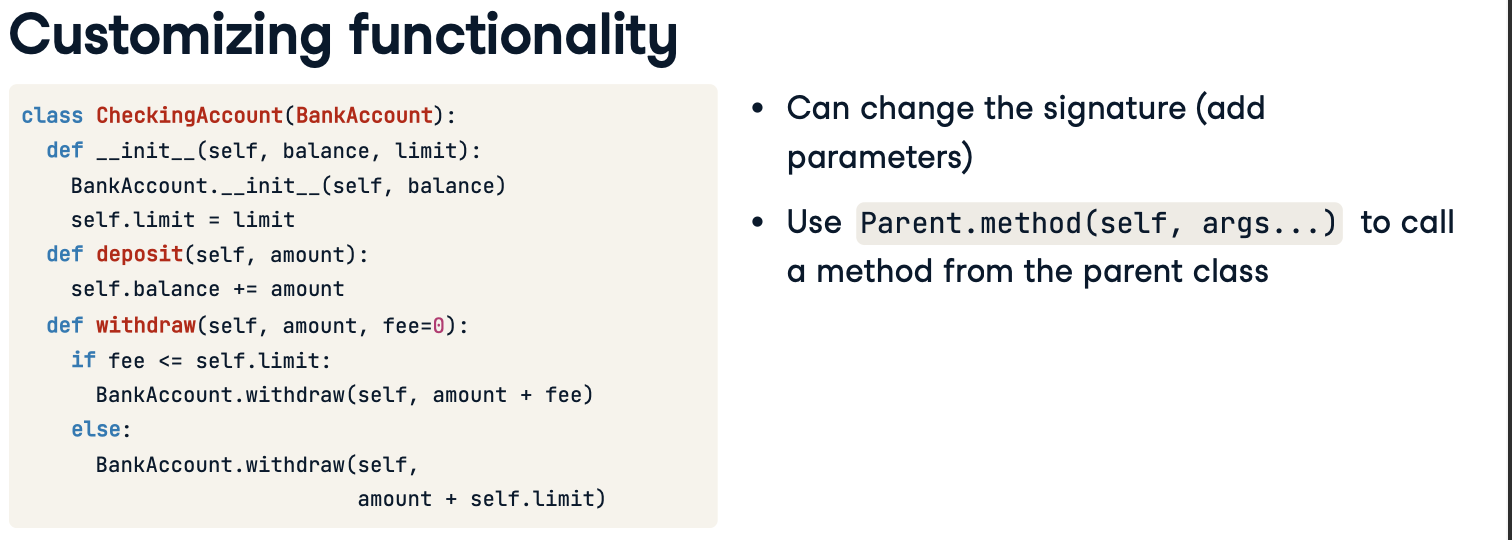 Customizing functionality
class CheckingAccount(BankAccount):
  def __init__(self, balance, limit):
    BankAccount.__init__(self, balance)
    self.limit = limit
  def deposit(self, amount):
    self.balance += amount
  def withdraw(self, amount, fee=0):
    if fee <= self.limit:
      BankAccount.withdraw(self, amount + fee)
    else:
      BankAccount.withdraw(self,
                           amount + self.limit)
• Can change the signature (add
parameters)
• Use Parent.method(self, args...) to call
a method from the parent class